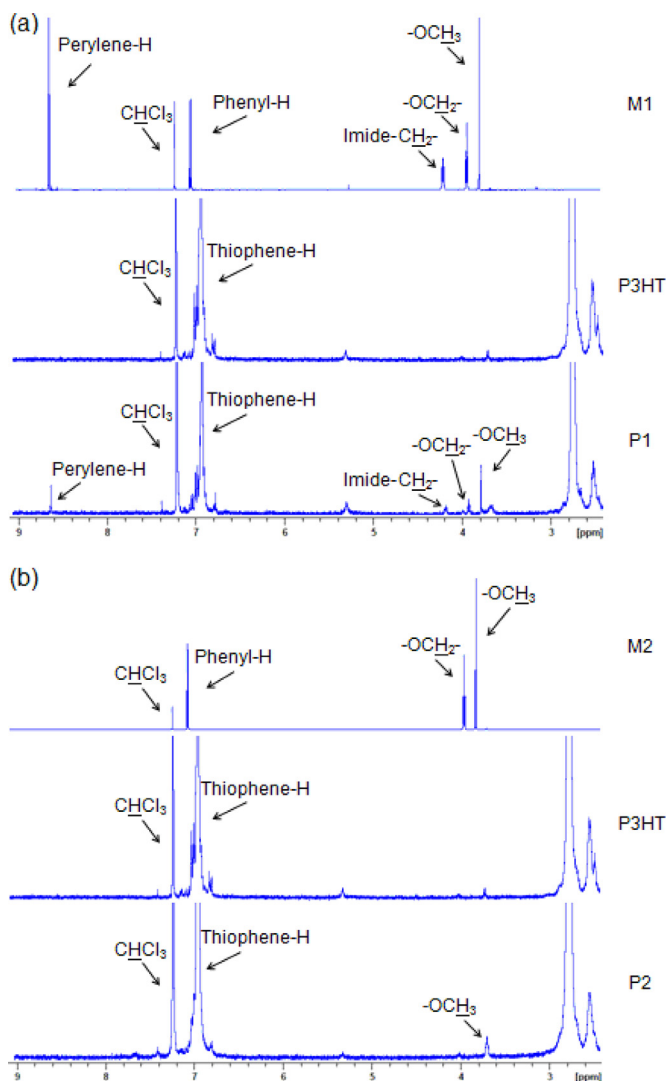 (a)
Perylene-H
CHCl3
Phenyl-H
Imide-CH2-
-OCH2-
-OCH3
M1
CHCl3
Thiophene-H
P3HT
Perylene-H
CHCl3
Thiophene-H
Imide-CH2-
-OCH2-
-OCH3
P1
9 8 7 6 5 4 3 [ppm]
(b)
CHCl3
Phenyl-H
-OCH2-
-OCH3
M2
CHCl3
Thiophene-H
P3HT
CHCl3
Thiophene-H
-OCH3
P2
9 8 7 6 5 4 3 [ppm]